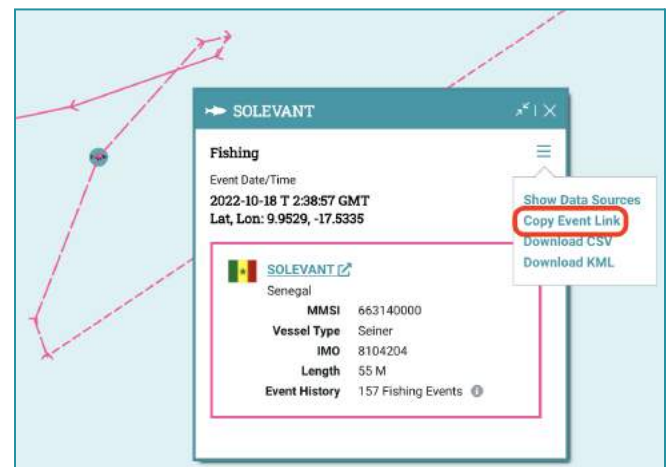 SOLEVANT
Fishing
Event Date/Time
2022-10-18 T 2:38:57 GMT
Lat, Lon: 9.9529, -17.5335
Show Data Sources
Copy Event Link
Download CSV
Download KML
SOLEVANT
Senegal
MMSI 663140000
Vessel Type Seiner
IMO 8104204
Length 55 M
Event History 157 Fishing Events